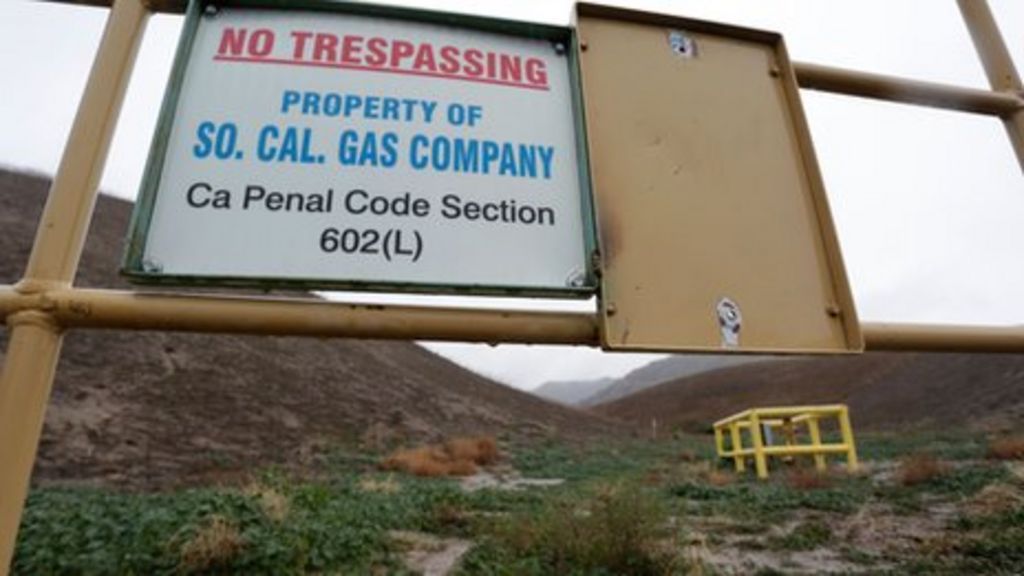 NO TRESPASSING
PROPERTY OF
SO. CAL. GAS COMPANY
Ca Penal Code Section
602(L)